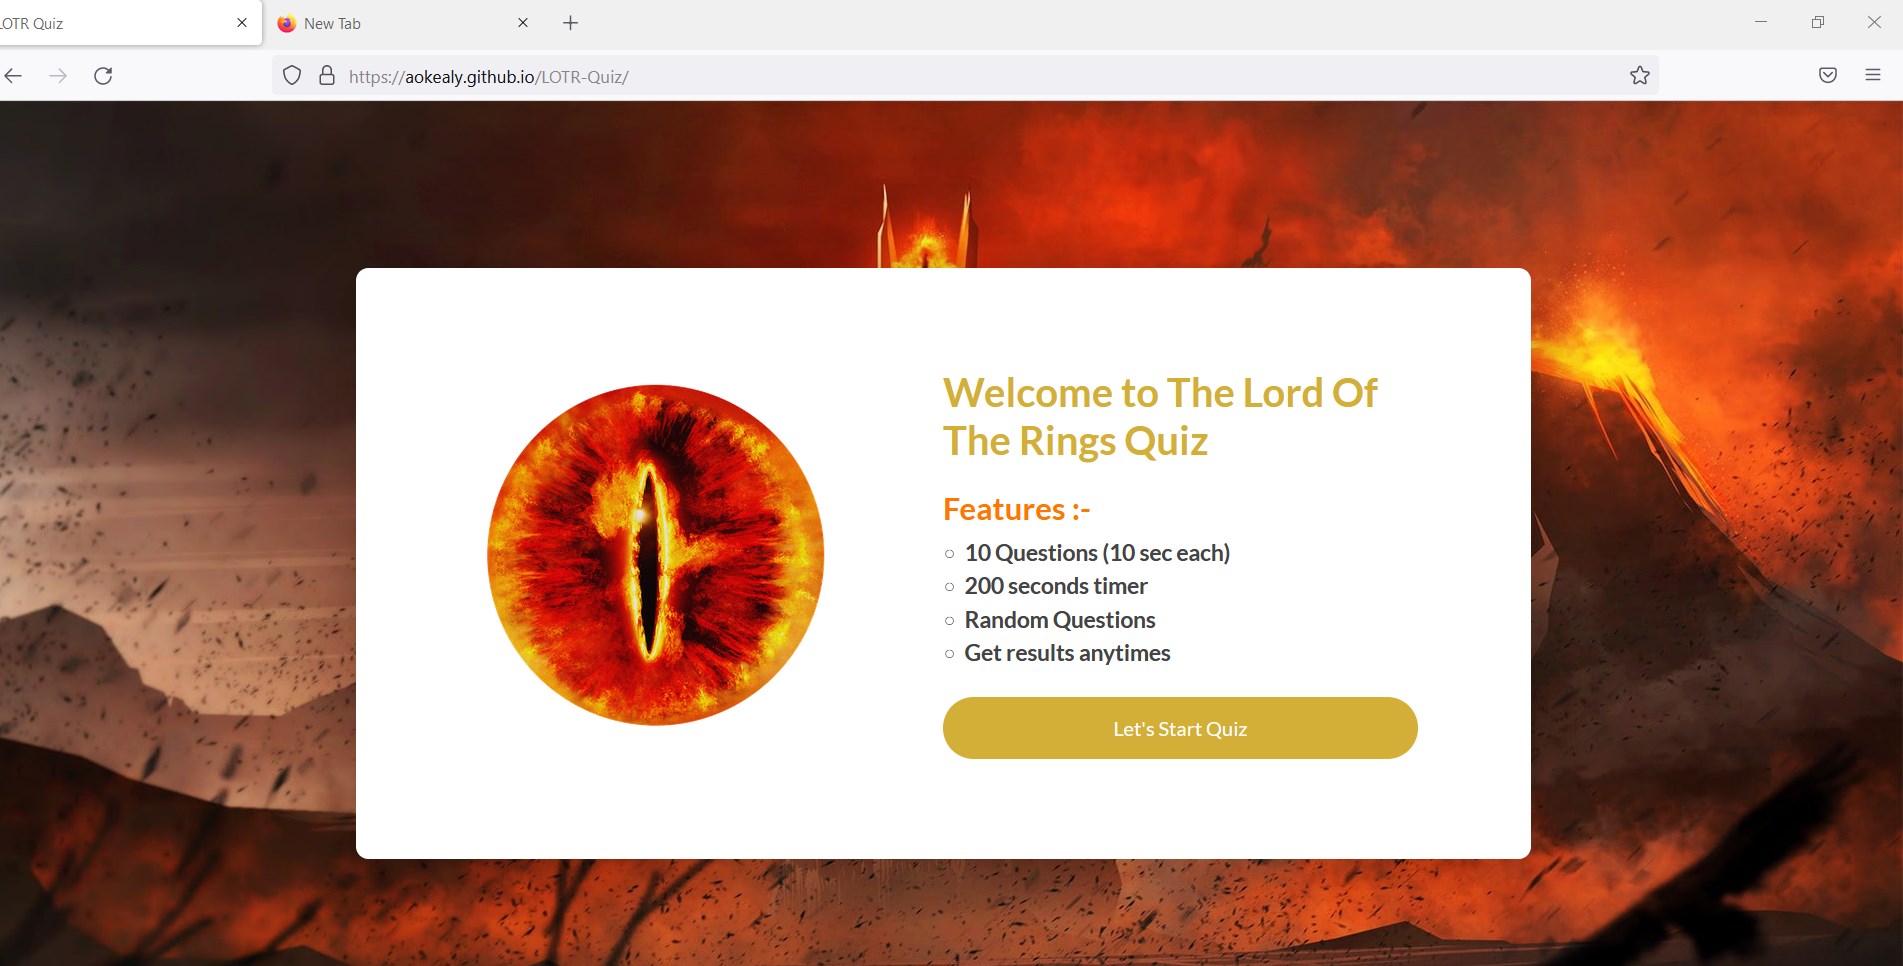 LOTR Quiz
New Tab
https://aokealy.github.io/LOTR-Quiz/
Welcome to The Lord Of
The Rings Quiz
Features :-
10 Questions (10 sec each)
200 seconds timer
Random Questions
Get results anytimes
Let's Start Quiz